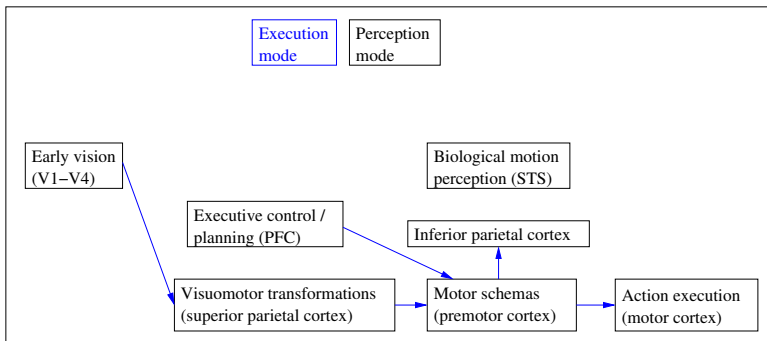 Execution
mode
Perception
mode
Early vision
(V1−V4)
Biological motion
perception (STS)
Executive control /
planning (PFC)
Inferior parietal cortex
Visuomotor transformations
(superior parietal cortex)
Motor schemas
(premotor cortex)
Action execution
(motor cortex)